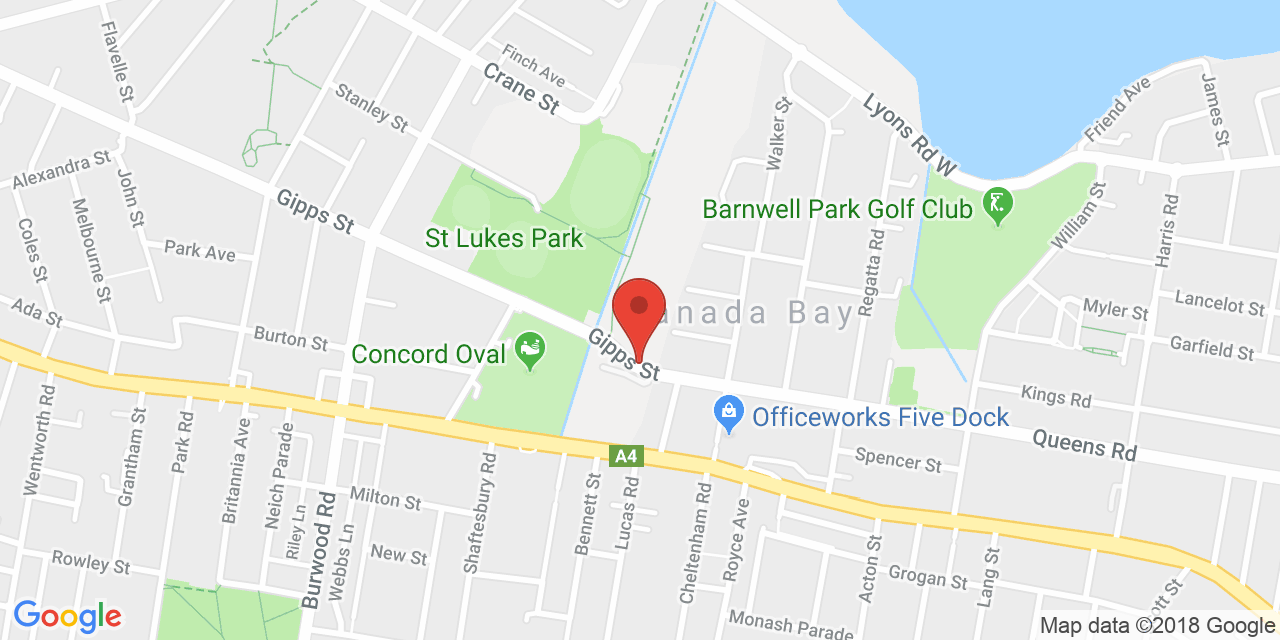 Flavelle St
Finch Ave
Crane St
Stanley St
Lyons Rd W
Friend Ave
James St
Walker St
Alexandra St
John St
Gipps St
Barnwell Park Golf Club
William St
Harris Rd
Coles St
Melbourne St
Park Ave
St Lukes Park
Regatta Rd
Ada St
Burton St
anada Bay
Myler St
Lancelot St
Concord Oval
Gipps St
Garfield St
Kings Rd
Officeworks Five Dock
Queens Rd
Wentworth Rd
Grantham St
Park Rd
Britannia Ave
Neich Parade
A4
Spencer St
Milton St
Shaftesbury Rd
Bennett St
Lucas Rd
Cheltenham Rd
Royce Ave
Riley Ln
Burwood Rd
Webbs Ln
New St
Rowley St
Acton St
Grogan St
Lang St
ott St
Monash Parade
Google
Map data ©2018 Google